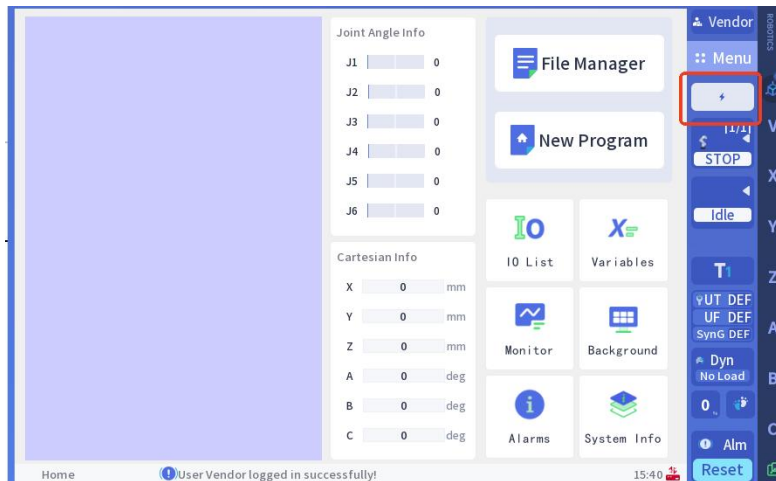 Joint Angle Info
J1 0
J2 0
J3 0
J4 0
J5 0
J6 0
Cartesian Info
X 0 mm
Y 0 mm
Z 0 mm
A 0 deg
B 0 deg
C 0 deg
File Manager
New Program
IO
IO List
X=
Variables
Monitor
Background
i
Alarms
System Info
Vendor
Menu
[1/1]
STOP
Idle
T1
UT DEF
UF DEF
SynG DEF
Dyn
No Load
0
Alm
Reset
ROBOTICS
V
X
Y
Z
A
B
C
Home
User Vendor logged in successfully!
15:40